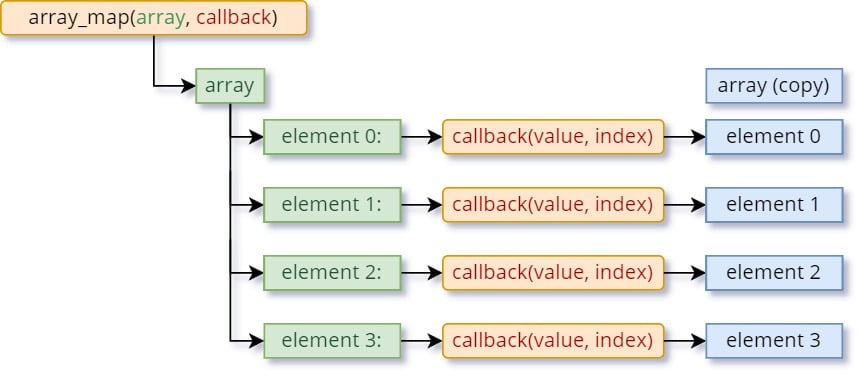 array_map(array, callback)
array
array (copy)
element 0:
callback(value, index)
element 0
element 1:
callback(value, index)
element 1
element 2:
callback(value, index)
element 2
element 3:
callback(value, index)
element 3